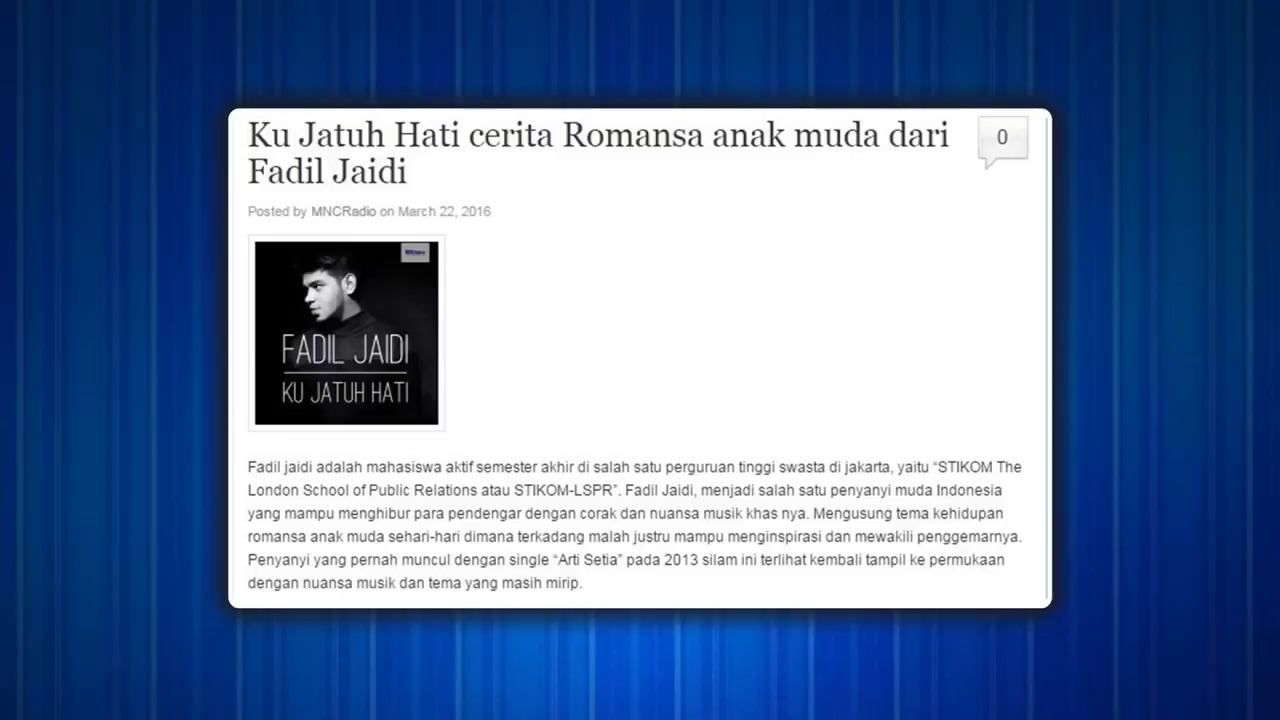 Ku Jatuh Hati cerita Romansa anak muda dari
Fadil Jaidi
0
Posted by MNCRadio on March 22, 2016
FADIL JAIDI
KU JATUH HATI
Fadil jaidi adalah mahasiswa aktif semester akhir di salah satu perguruan tinggi swasta di jakarta, yaitu “STIKOM The
London School of Public Relations atau STIKOM-LSPR”. Fadil Jaidi, menjadi salah satu penyanyi muda Indonesia
yang mampu menghibur para pendengar dengan corak dan nuansa musik khas nya. Mengusung tema kehidupan
romansa anak muda sehari-hari dimana terkadang malah justru mampu menginspirasi dan mewakili penggemarnya.
Penyanyi yang pernah muncul dengan single “Arti Setia” pada 2013 silam ini terlihat kembali tampil ke permukaan
dengan nuansa musik dan tema yang masih mirip.